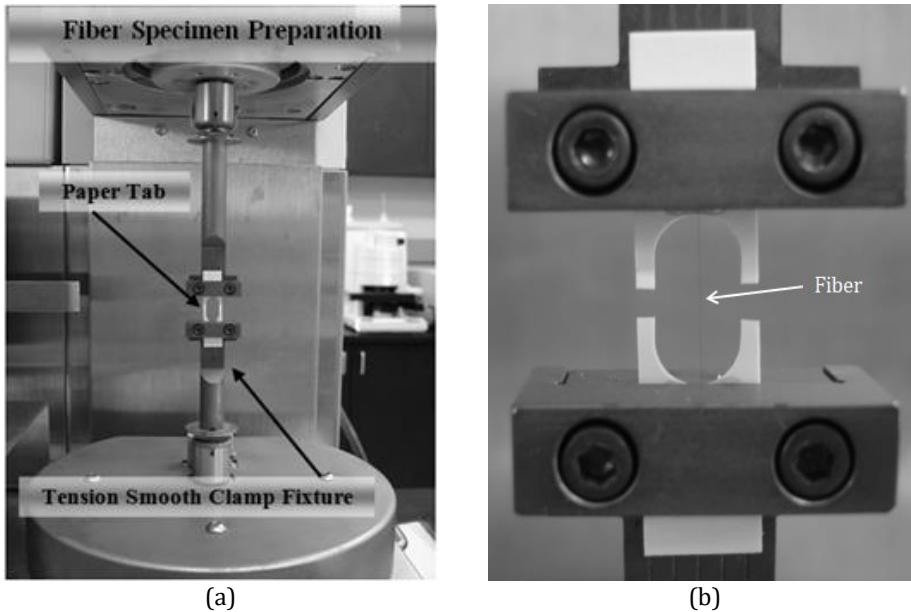 Fiber Specimen Preparation
Paper Tab
Tension Smooth Clamp Fixture
Fiber
(a)
(b)